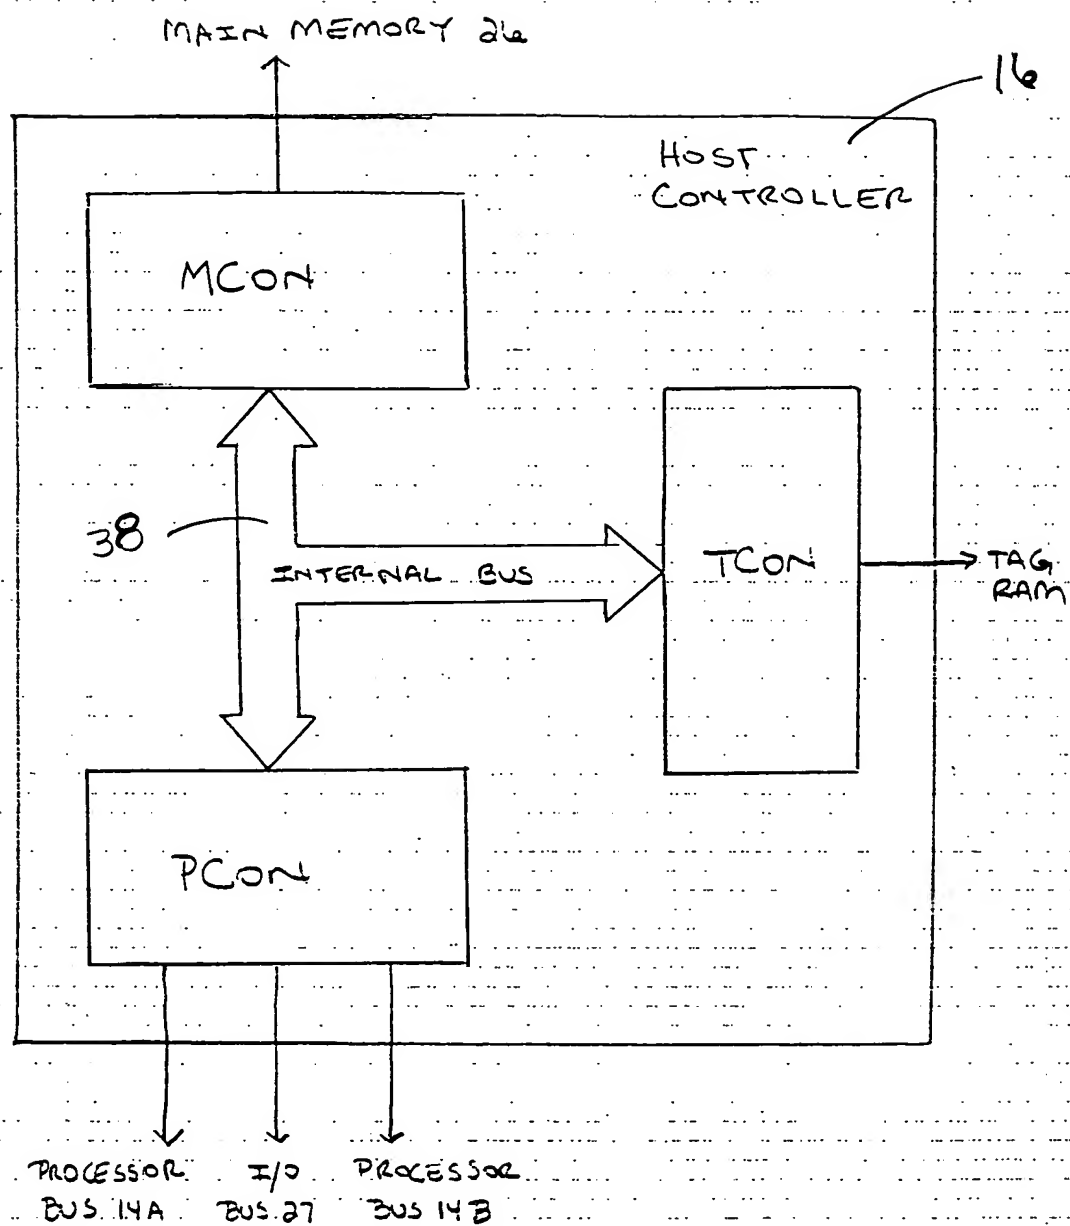 MAIN MEMORY 26
16
HOST
CONTROLLER
MCON
38
INTERNAL BUS
TCON
TAG
RAM
PCON
PROCESSOR
BUS 14A
I/O
BUS 27
PROCESSOR
BUS 14B